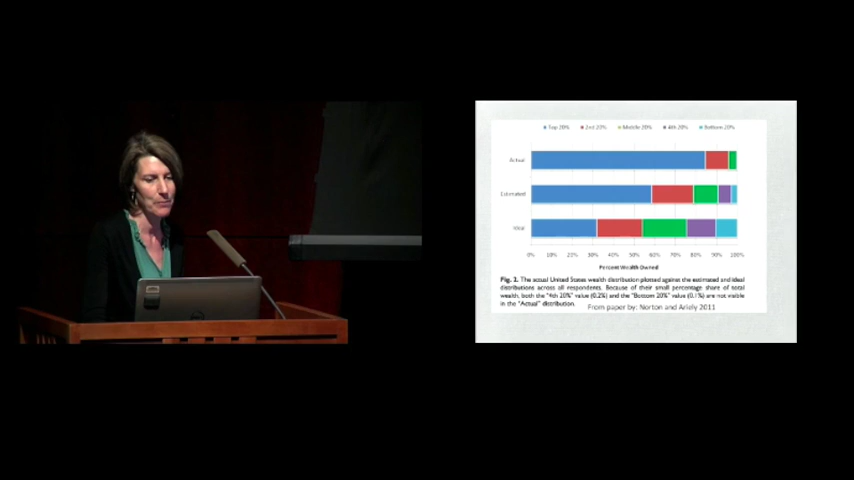 Top 20% 2nd 20% Middle 20% 4th 20% Bottom 20%
Actual
Estimated
Ideal
0% 10% 20% 30% 40% 50% 60% 70% 80% 90% 100%
Percent Wealth Owned
Fig. 2. The actual United States wealth distribution plotted against the estimated and ideal
distributions across all respondents. Because of their small percentage share of total
wealth, both the "4th 20%" value (0.2%) and the "Bottom 20%" value (0.1%) are not visible
in the "Actual" distribution.
From paper by: Norton and Ariely 2011